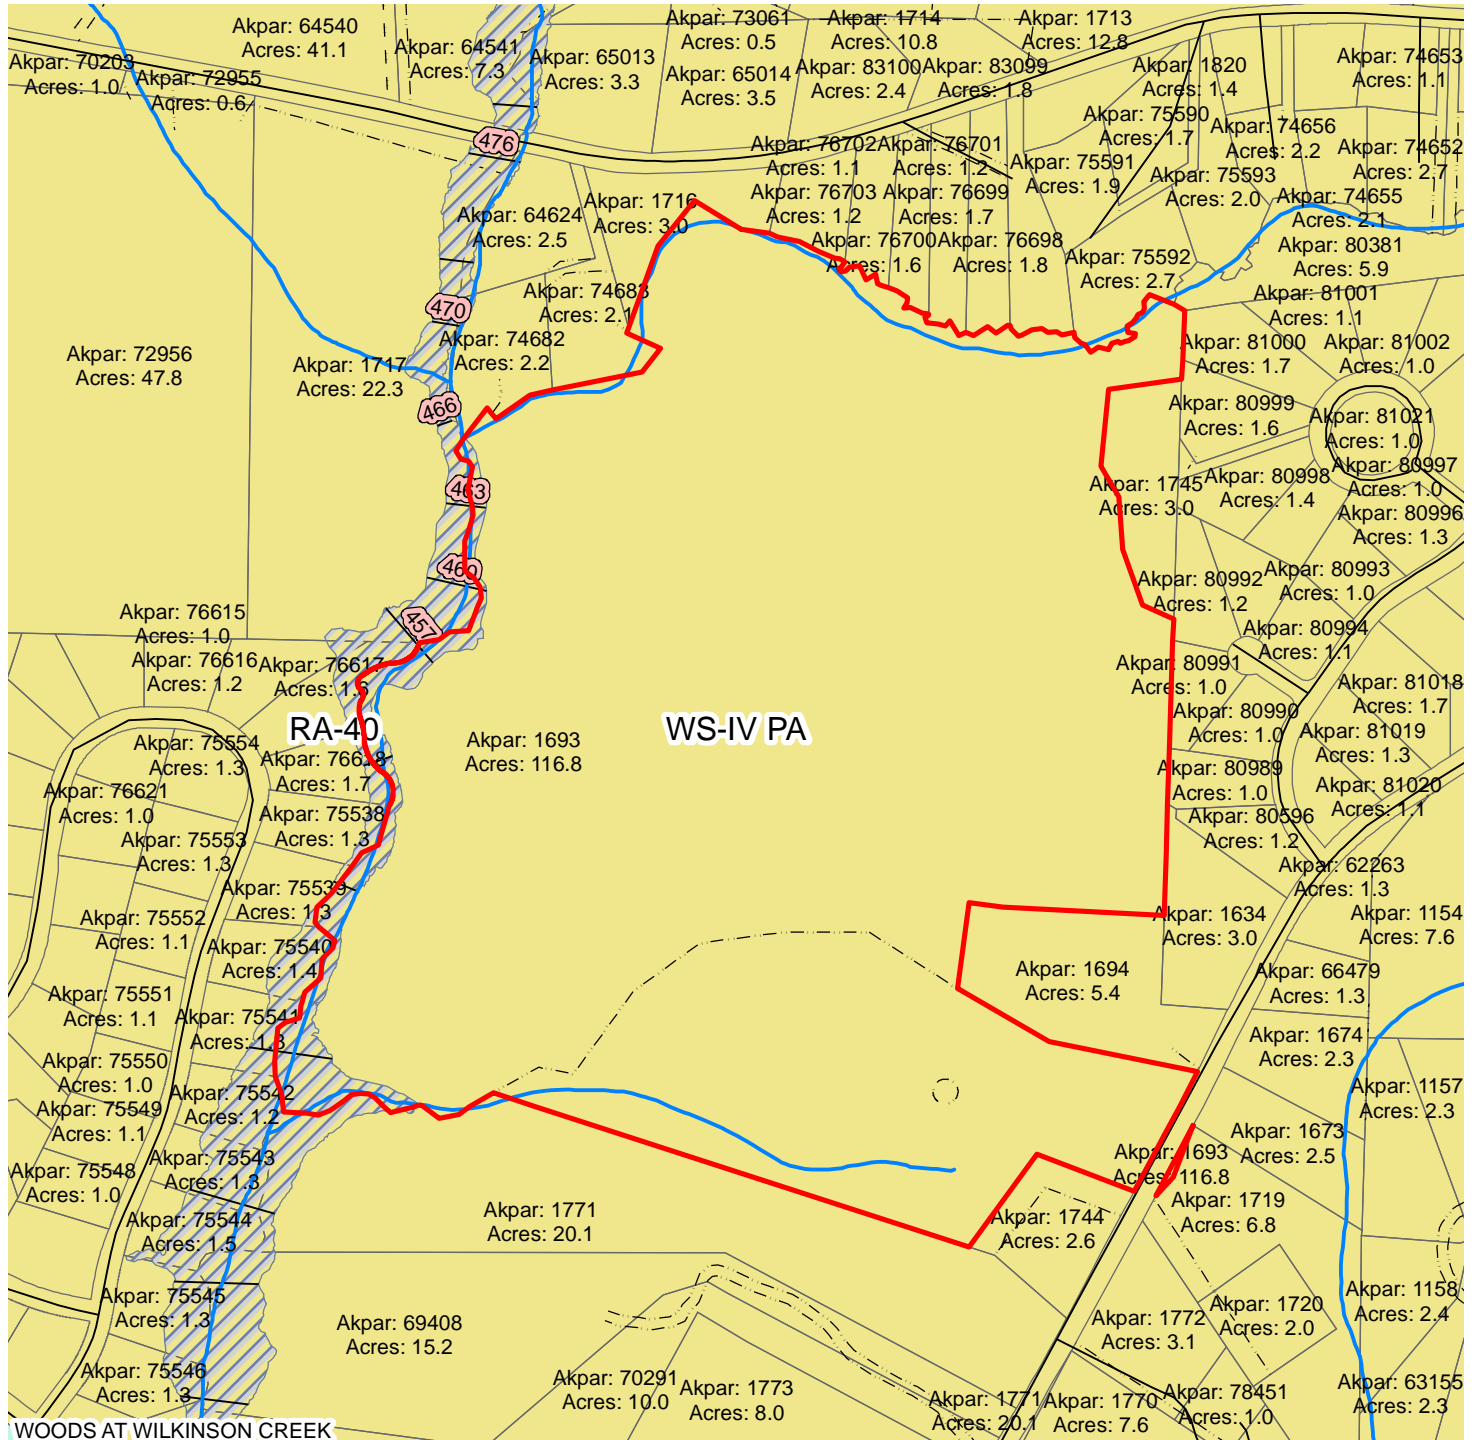 Akpar: 64540
Acres: 41.1
Akpar: 64541
Acres: 7.3
Akpar: 65013
Acres: 3.3
Akpar: 73061
Acres: 0.5
Akpar: 1714
Acres: 10.8
Akpar: 1713
Acres: 12.8
Akpar: 70203
Acres: 1.0
Akpar: 72955
Acres: 0.6
Akpar: 65014
Acres: 3.5
Akpar: 83100
Acres: 2.4
Akpar: 83099
Acres: 1.8
Akpar: 1820
Acres: 1.4
Akpar: 74653
Acres: 1.1
476
Akpar: 76702
Acres: 1.1
Akpar: 76701
Acres: 1.2
Akpar: 75590
Acres: 1.7
Akpar: 75591
Acres: 1.9
Akpar: 74656
Acres: 2.2
Akpar: 74652
Acres: 2.7
Akpar: 75593
Acres: 2.0
Akpar: 74655
Acres: 2.1
Akpar: 64624
Acres: 2.5
Akpar: 1716
Acres: 3.0
Akpar: 76703
Acres: 1.2
Akpar: 76699
Acres: 1.7
Akpar: 76700
Acres: 1.6
Akpar: 76698
Acres: 1.8
Akpar: 75592
Acres: 2.7
Akpar: 80381
Acres: 5.9
470
Akpar: 74683
Acres: 2.1
Akpar: 81001
Acres: 1.1
Akpar: 72956
Acres: 47.8
Akpar: 1717
Acres: 22.3
Akpar: 74682
Acres: 2.2
Akpar: 81000
Acres: 1.7
Akpar: 81002
Acres: 1.0
466
Akpar: 80999
Acres: 1.6
Akpar: 81021
Acres: 1.0
463
Akpar: 1745
Acres: 3.0
Akpar: 80998
Acres: 1.4
Akpar: 80997
Acres: 1.0
Akpar: 80996
Acres: 1.3
460
Akpar: 80992
Acres: 1.2
Akpar: 80993
Acres: 1.0
457
Akpar: 76615
Acres: 1.0
Akpar: 80994
Acres: 1.1
Akpar: 76616
Acres: 1.2
Akpar: 76617
Acres: 1.6
Akpar: 80991
Acres: 1.0
Akpar: 81018
Acres: 1.7
RA-40
WS-IV PA
Akpar: 1693
Acres: 116.8
Akpar: 80990
Acres: 1.0
Akpar: 81019
Acres: 1.3
Akpar: 75554
Acres: 1.3
Akpar: 76618
Acres: 1.7
Akpar: 80989
Acres: 1.0
Akpar: 81020
Acres: 1.1
Akpar: 76621
Acres: 1.0
Akpar: 75538
Acres: 1.3
Akpar: 80596
Acres: 1.2
Akpar: 75553
Acres: 1.3
Akpar: 62263
Acres: 1.3
Akpar: 75539
Acres: 1.3
Akpar: 75552
Acres: 1.1
Akpar: 1634
Acres: 3.0
Akpar: 1154
Acres: 7.6
Akpar: 75540
Acres: 1.4
Akpar: 1694
Acres: 5.4
Akpar: 66479
Acres: 1.3
Akpar: 75551
Acres: 1.1
Akpar: 75541
Acres: 1.3
Akpar: 1674
Acres: 2.3
Akpar: 75550
Acres: 1.0
Akpar: 75542
Acres: 1.2
Akpar: 1157
Acres: 2.3
Akpar: 75549
Acres: 1.1
Akpar: 1673
Acres: 2.5
Akpar: 75548
Acres: 1.0
Akpar: 75543
Acres: 1.3
Akpar: 1693
Acres: 116.8
Akpar: 1719
Acres: 6.8
Akpar: 75544
Acres: 1.5
Akpar: 1771
Acres: 20.1
Akpar: 1744
Acres: 2.6
Akpar: 75545
Acres: 1.3
Akpar: 69408
Acres: 15.2
Akpar: 1772
Acres: 3.1
Akpar: 1720
Acres: 2.0
Akpar: 1158
Acres: 2.4
Akpar: 75546
Acres: 1.3
Akpar: 70291
Acres: 10.0
Akpar: 1773
Acres: 8.0
Akpar: 1771
Acres: 20.1
Akpar: 1770
Acres: 7.6
Akpar: 78451
Acres: 1.0
Akpar: 63155
Acres: 2.3
WOODS AT WILKINSON CREEK